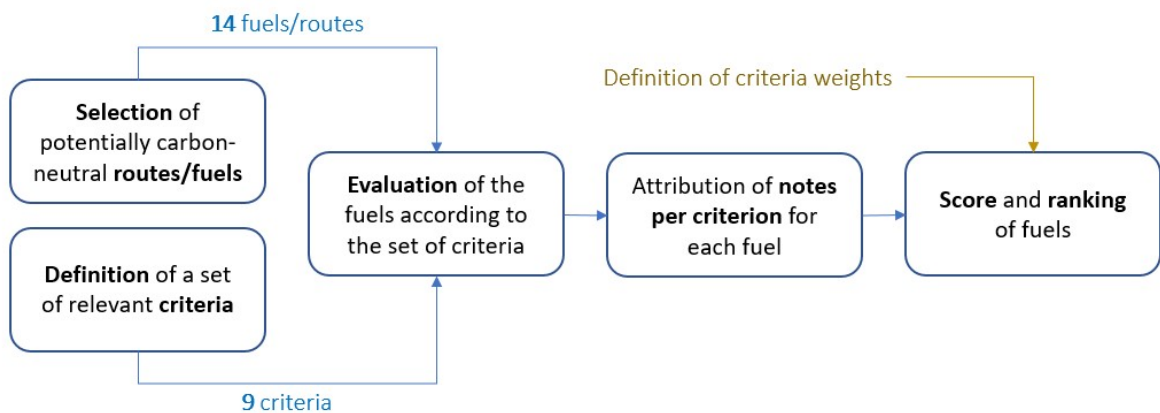 14 fuels/routes
Selection of
potentially carbon-
neutral routes/fuels
Definition of a set
of relevant criteria
9 criteria
Evaluation of the
fuels according to
the set of criteria
Attribution of notes
per criterion for
each fuel
Definition of criteria weights
Score and ranking
of fuels